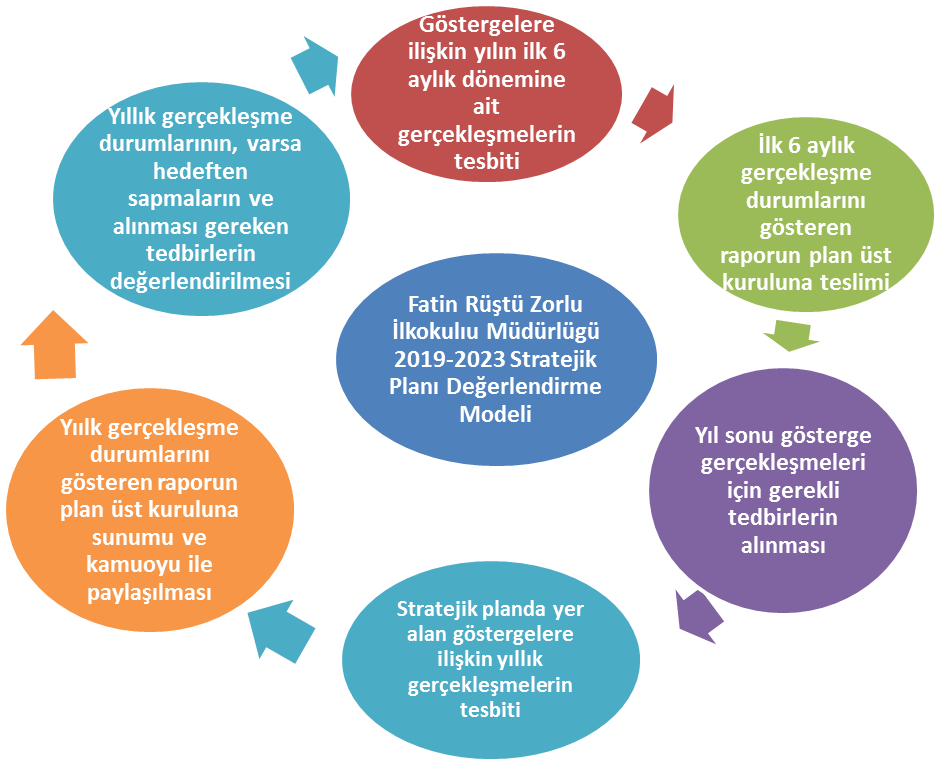 Göstergelere
ilişkin yılın ilk 6
aylık dönemine
ait
gerçekleşmelerin
tesbiti
İlk 6 aylık
gerçekleşme
durumlarını
gösteren
raporun plan üst
kuruluna teslimi
Yıl sonu gösterge
gerçekleşmeleri
için gerekli
tedbirlerin
alınması
Stratejik planda yer
alan göstergelere
ilişkin yıllık
gerçekleşmelerin
tesbiti
Yıılk gerçekleşme
durumlarını
gösteren raporun
plan üst kuruluna
sunumu ve
kamuoyu ile
paylaşılması
Yıllık gerçekleşme
durumlarının, varsa
hedeften
sapmaların ve
alınması gereken
tedbirlerin
değerlendirilmesi
Fatin Rüştü Zorlu
İlkokulıu Müdürlügü
2019-2023 Stratejik
Planı Değerlendirme
Modeli